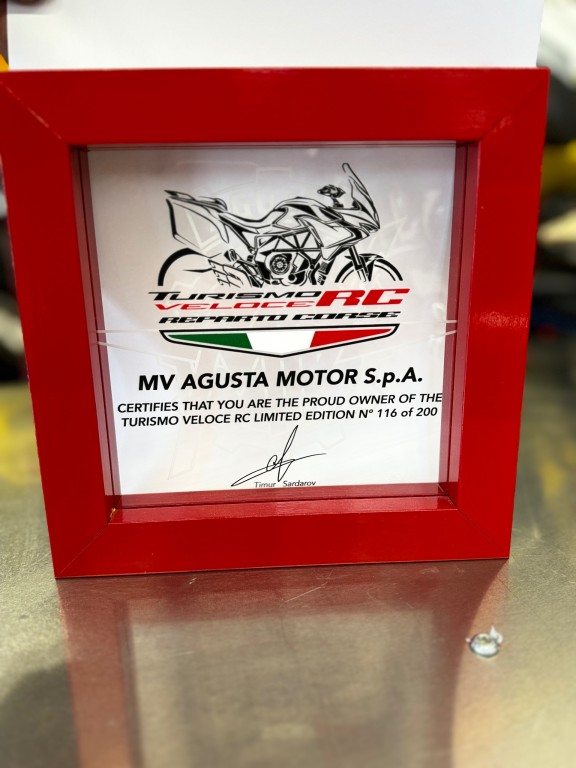 TURISMO
VELOCE RC
REPARTO CORSE
MV AGUSTA MOTOR S.p.A.
CERTIFIES THAT YOU ARE THE PROUD OWNER OF THE
TURISMO VELOCE RC LIMITED EDITION N° 116 of 200
Timur Sardarov